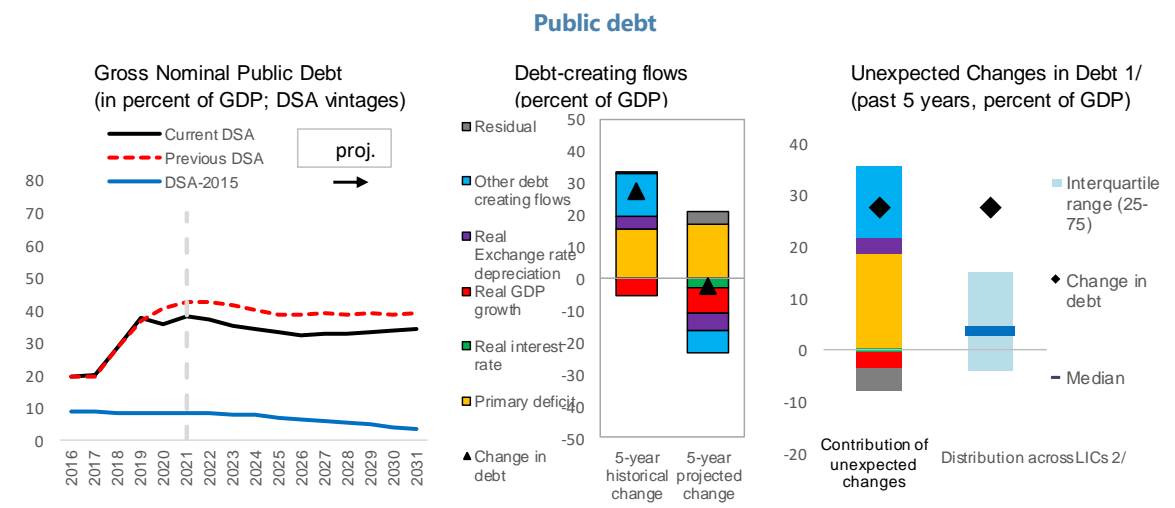 Public debt
Gross Nominal Public Debt
(in percent of GDP; DSA vintages)
Current DSA
Previous DSA
DSA-2015
proj.
80
70
60
50
40
30
20
10
0
2016
2017
2018
2019
2020
2021
2022
2023
2024
2025
2026
2027
2028
2029
2030
2031
Debt-creating flows
(percent of GDP)
Residual
Other debt
creating flows
Real
Exchange rate
depreciation
Real GDP
growth
Real interest
rate
Primary deficit
Change in
debt
50
40
30
20
10
0
-10
-20
-30
-40
-50
5-year
historical
change
5-year
projected
change
Unexpected Changes in Debt 1/
(past 5 years, percent of GDP)
40
30
20
10
0
-10
-20
Contribution of
unexpected
changes
Distribution across LICs 2/
Interquartile
range (25-
75)
Change in
debt
Median